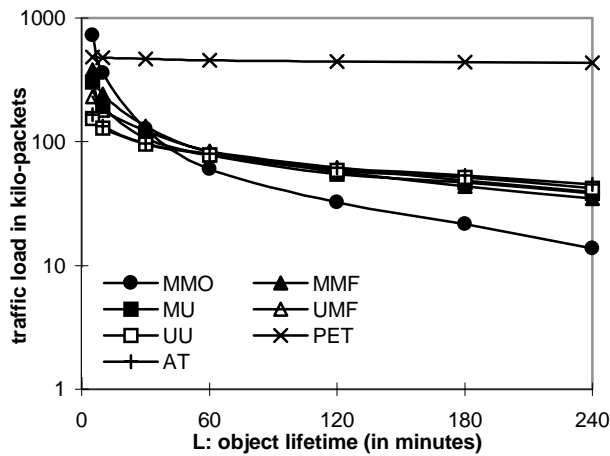 1000
100
10
1
traffic load in kilo-packets
MMO MMF
MU UMF
UU PET
AT
0 60 120 180 240
L: object lifetime (in minutes)